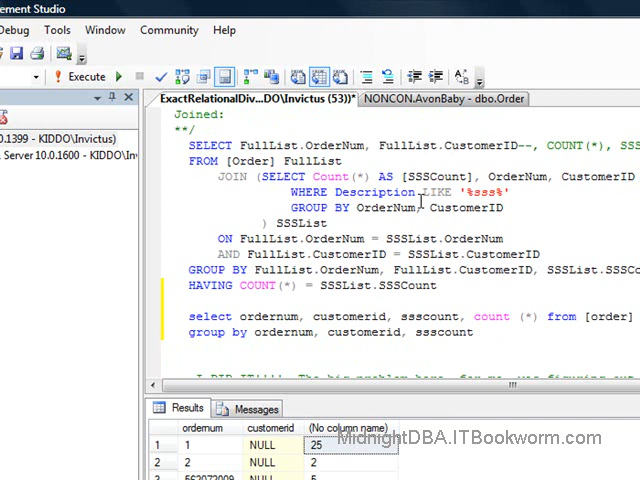 ement Studio
Debug Tools Window Community Help
Execute
ExactRelationalDiv...DO\Invictus (53))* NONCON.AvonBaby - dbo.Order
0.1399 - KIDDO\Invictus)
Server 10.0.1600 - KIDDO\Inv
Joined:
**/
SELECT FullList.OrderNum, FullList.CustomerID--, COUNT(*), SSS
FROM [Order] FullList
JOIN (SELECT Count(*) AS [SSSCount], OrderNum, CustomerID
WHERE Description LIKE '%sss%'
GROUP BY OrderNum, CustomerID
) SSSList
ON FullList.OrderNum = SSSList.OrderNum
AND FullList.CustomerID = SSSList.CustomerID
GROUP BY FullList.OrderNum, FullList.CustomerID, SSSList.SSSCo
HAVING COUNT(*) = SSSList.SSSCount
select ordernum, customerid, ssscount, count (*) from [order]
group by ordernum, customerid, ssscount
Results Messages
ordernum customerid (No column name)
1 1 NULL 25
2 2 NULL 2
MidnightDBA.ITBookworm.com